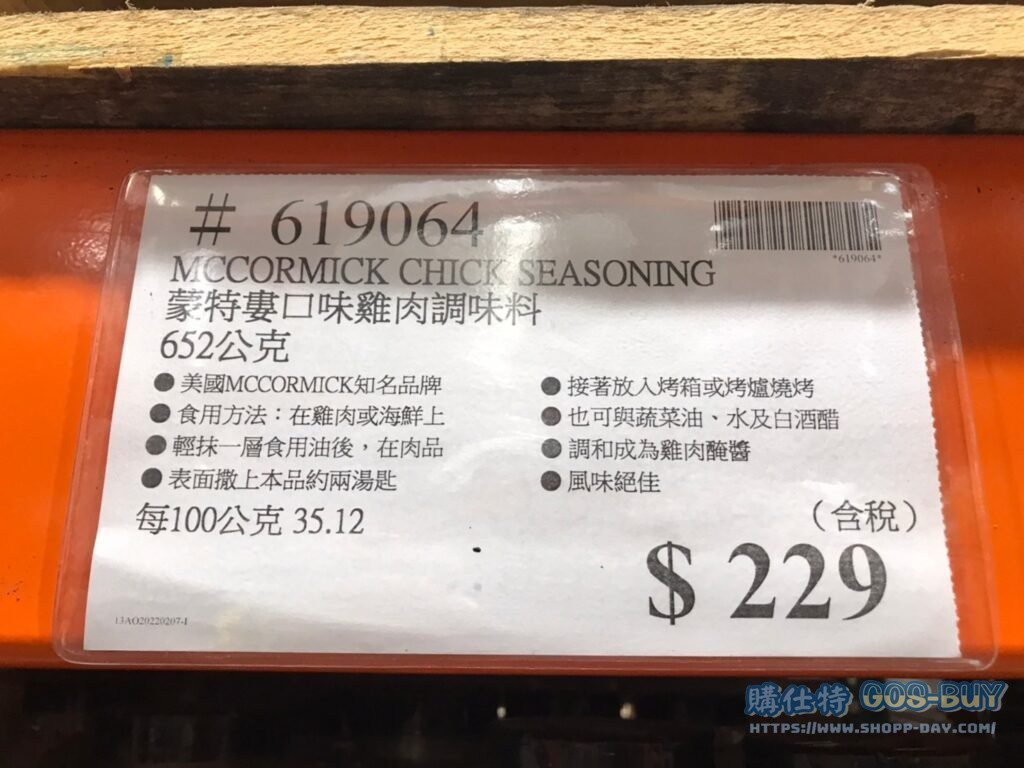 # 619064
*619064*
MCCORMICK CHICK SEASONING
蒙特婁口味雞肉調味料
652公克
● 美國MCCORMICK知名品牌
● 食用方法：在雞肉或海鮮上
● 輕抹一層食用油後，在肉品
● 表面撒上本品約兩湯匙
● 接著放入烤箱或烤爐燒烤
● 也可與蔬菜油、水及白酒醋
● 調和成為雞肉醃醬
● 風味絕佳
每100公克 35.12
（含稅）
$ 229
13AO20220207-1
購仕特 GOS-BUY
HTTPS://WWW.SHOPP-DAY.COM/